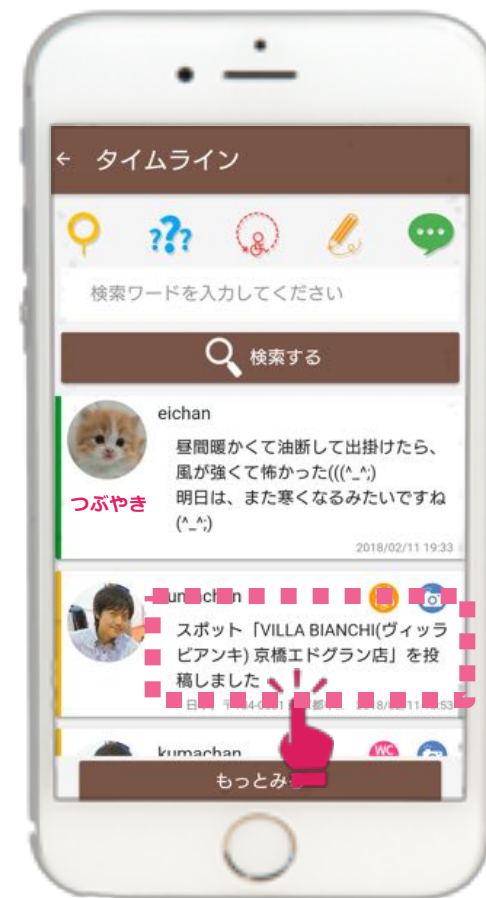 ← タイムライン
???
検索ワードを入力してください
検索する
eichan
昼間暖かくて油断して出掛けたら、
風が強くて怖かった(((^_^;)
明日は、また寒くなるみたいですね
(^_^;)
つぶやき
2018/02/11 19:33
スポット「VILLA BIANCHI(ヴィッラ
ビアンキ) 京橋エドグラン店」を投
稿しました
kumachan
WC
もっとみ